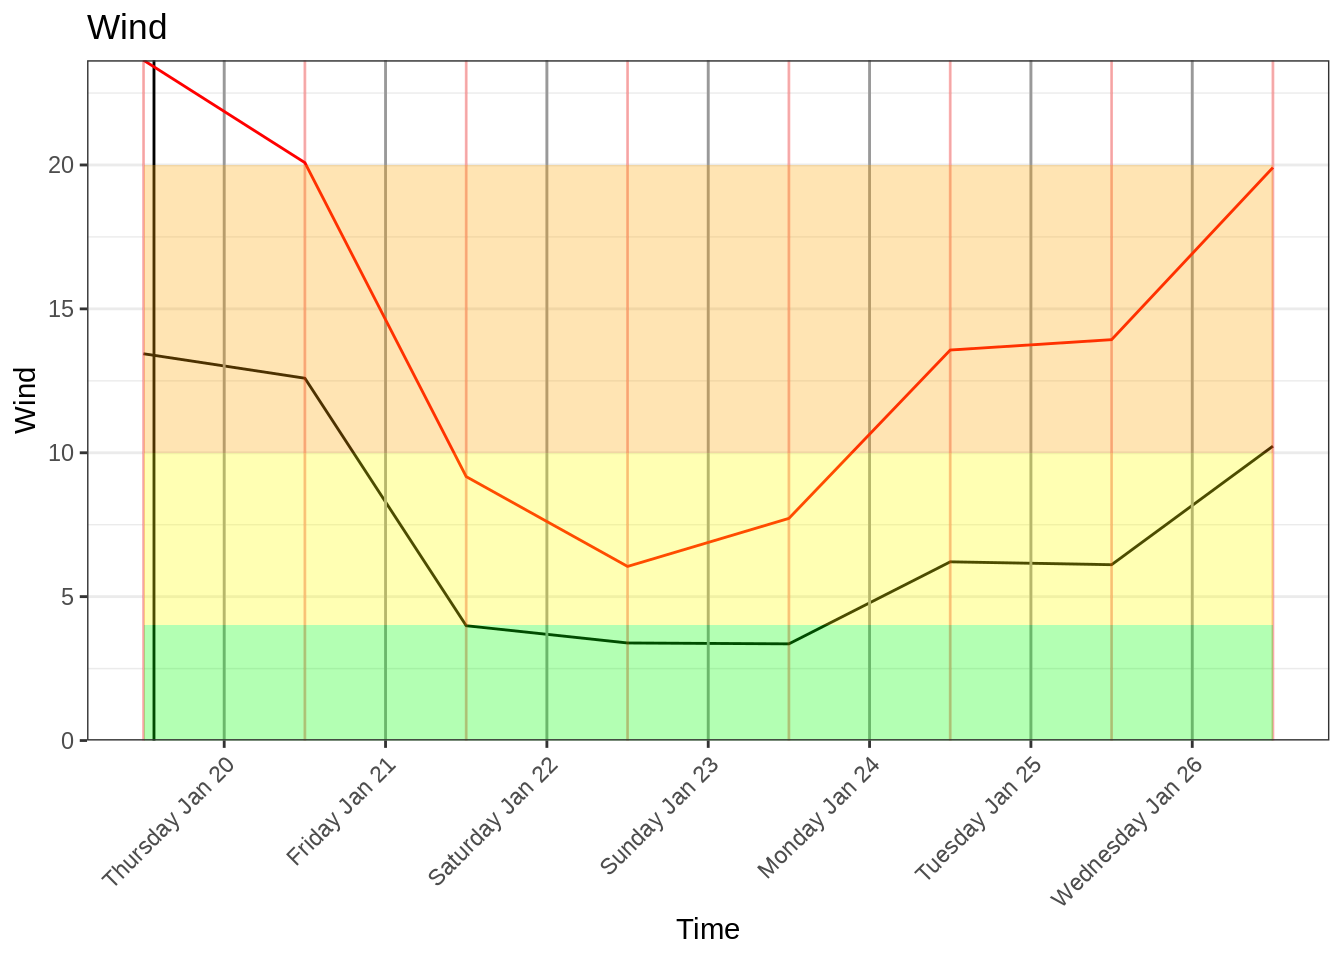 Wind
Wind
20
15
10
5
0
Thursday Jan 20
Friday Jan 21
Saturday Jan 22
Sunday Jan 23
Monday Jan 24
Tuesday Jan 25
Wednesday Jan 26
Time